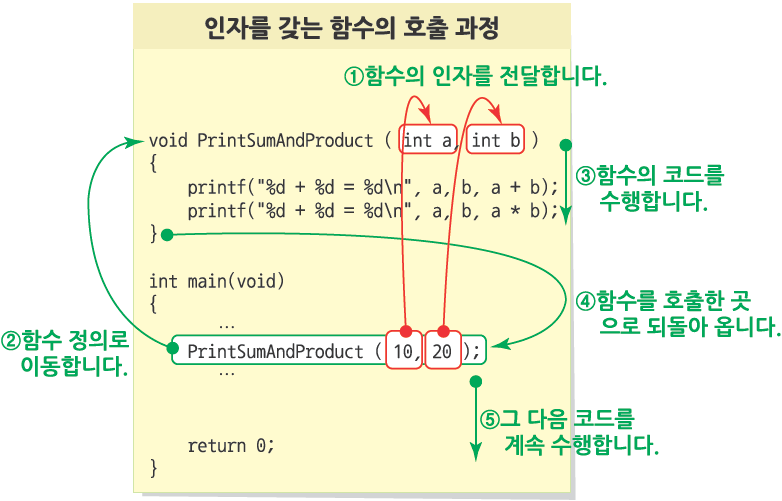 인자를 갖는 함수의 호출 과정
①함수의 인자를 전달합니다.
void PrintSumAndProduct ( int a, int b )
{
printf("%d + %d = %d\n", a, b, a + b);
printf("%d + %d = %d\n", a, b, a * b);
}
③함수의 코드를
수행합니다.
int main(void)
{
...
④함수를 호출한 곳
으로 되돌아 옵니다.
②함수 정의로
이동합니다.
PrintSumAndProduct ( 10, 20 );
...
⑤그 다음 코드를
계속 수행합니다.
return 0;
}